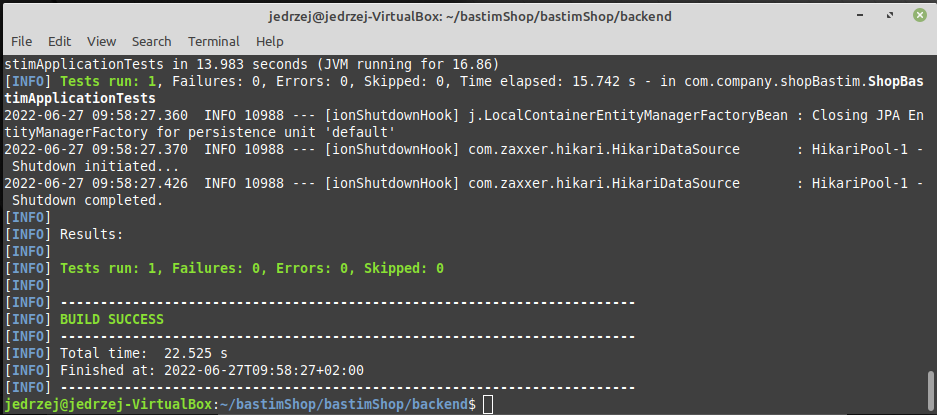 jedrzej@jedrzej-VirtualBox: ~/bastimShop/bastimShop/backend
File Edit View Search Terminal Help
stimApplicationTests in 13.983 seconds (JVM running for 16.86)
[INFO] Tests run: 1, Failures: 0, Errors: 0, Skipped: 0, Time elapsed: 15.742 s - in com.company.shopBastim.ShopBas
timApplicationTests
2022-06-27 09:58:27.360  INFO 10988 --- [ionShutdownHook] j.LocalContainerEntityManagerFactoryBean : Closing JPA En
tityManagerFactory for persistence unit 'default'
2022-06-27 09:58:27.370  INFO 10988 --- [ionShutdownHook] com.zaxxer.hikari.HikariDataSource       : HikariPool-1 -
 Shutdown initiated...
2022-06-27 09:58:27.426  INFO 10988 --- [ionShutdownHook] com.zaxxer.hikari.HikariDataSource       : HikariPool-1 -
 Shutdown completed.
[INFO]
[INFO] Results:
[INFO]
[INFO] Tests run: 1, Failures: 0, Errors: 0, Skipped: 0
[INFO]
[INFO] ------------------------------------------------------------------------
[INFO] BUILD SUCCESS
[INFO] ------------------------------------------------------------------------
[INFO] Total time:  22.525 s
[INFO] Finished at: 2022-06-27T09:58:27+02:00
[INFO] ------------------------------------------------------------------------
jedrzej@jedrzej-VirtualBox:~/bastimShop/bastimShop/backend$